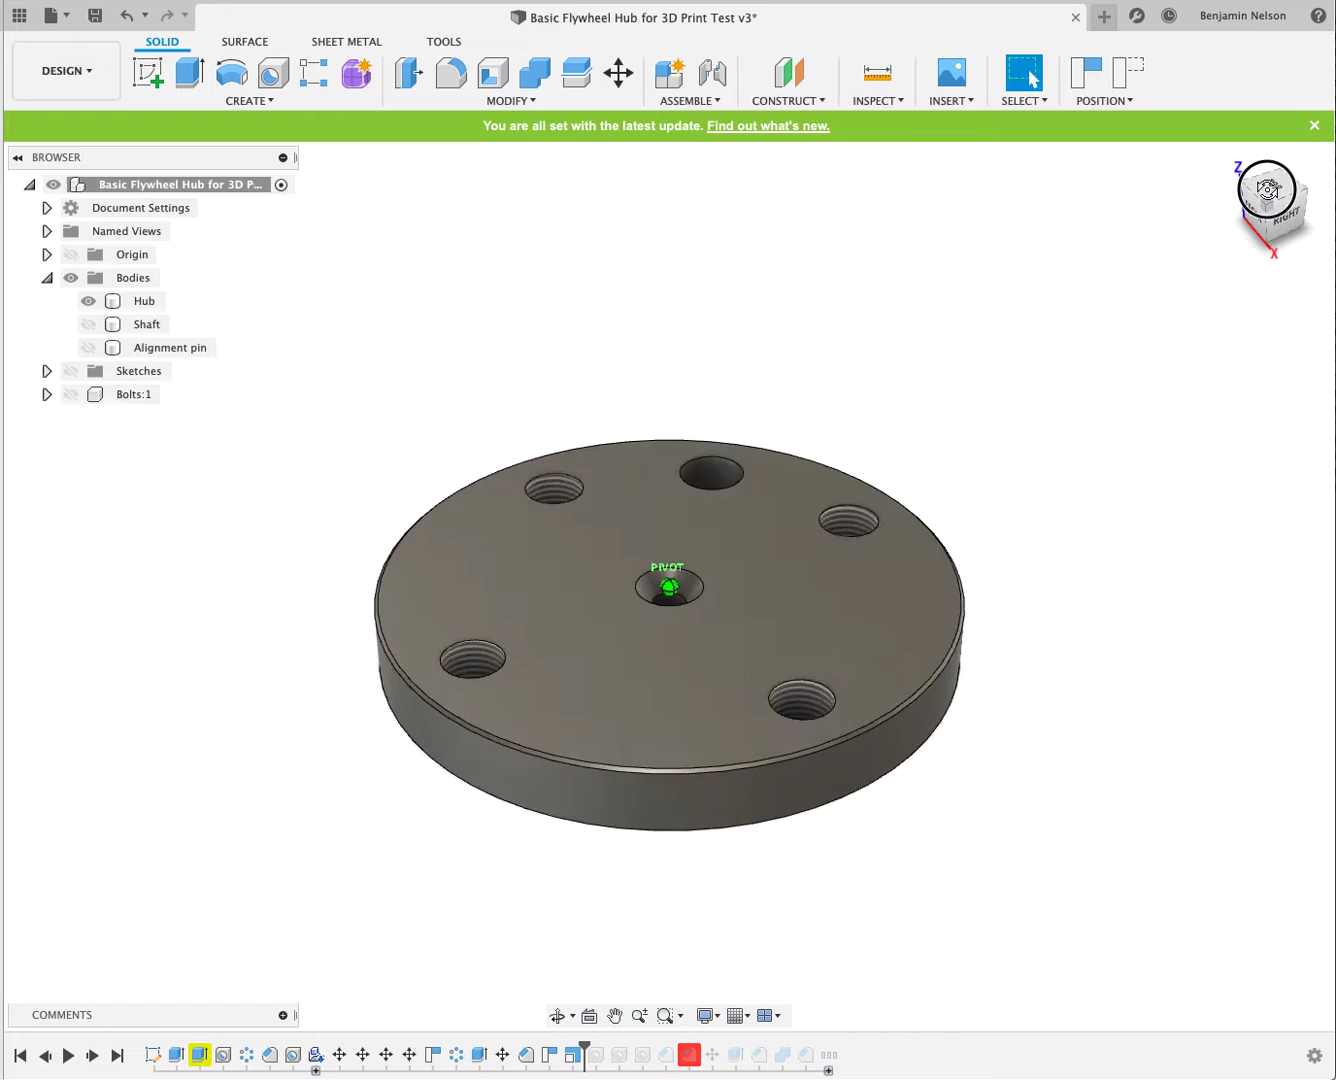 Basic Flywheel Hub for 3D Print Test v3*
Benjamin Nelson
SOLID SURFACE SHEET METAL TOOLS
DESIGN
CREATE MODIFY ASSEMBLE CONSTRUCT INSPECT INSERT SELECT POSITION
You are all set with the latest update. Find out what's new.
BROWSER
Basic Flywheel Hub for 3D P...
Document Settings
Named Views
Origin
Bodies
Hub
Shaft
Alignment pin
Sketches
Bolts:1
Z
RIGHT
X
PIVOT
COMMENTS